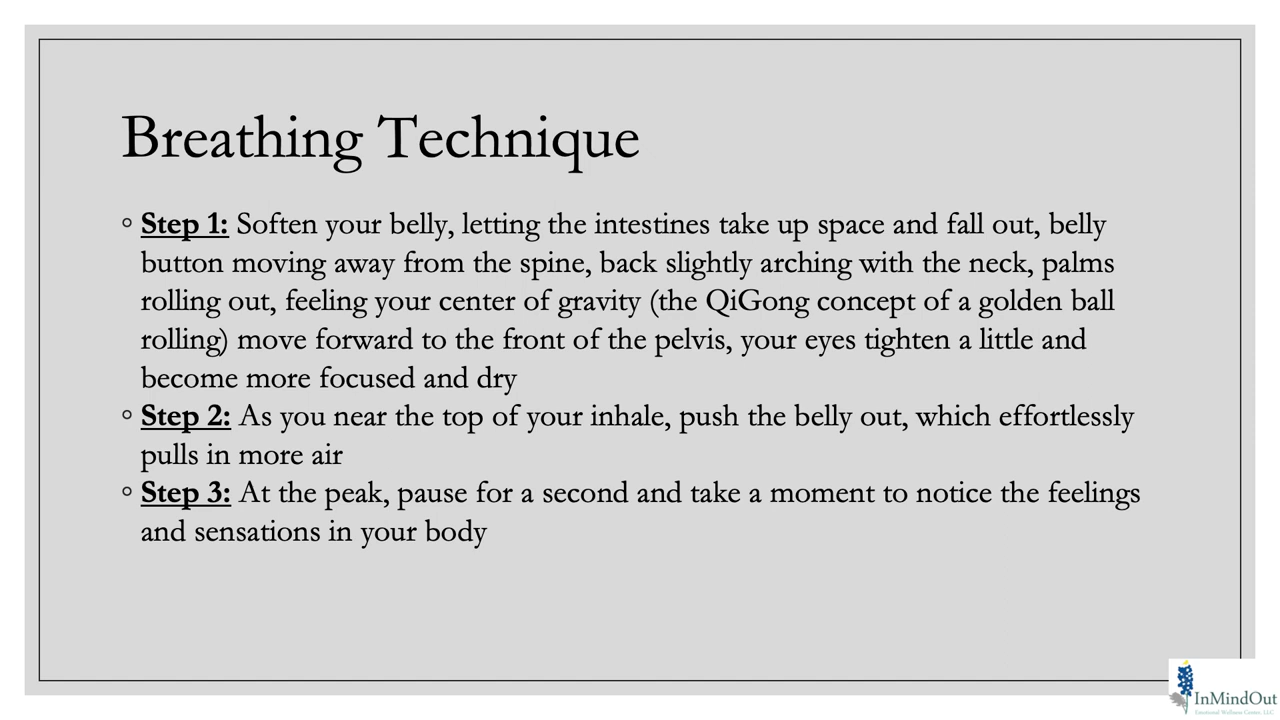 Breathing Technique
◦ Step 1: Soften your belly, letting the intestines take up space and fall out, belly
button moving away from the spine, back slightly arching with the neck, palms
rolling out, feeling your center of gravity (the QiGong concept of a golden ball
rolling) move forward to the front of the pelvis, your eyes tighten a little and
become more focused and dry
◦ Step 2: As you near the top of your inhale, push the belly out, which effortlessly
pulls in more air
◦ Step 3: At the peak, pause for a second and take a moment to notice the feelings
and sensations in your body
InMindOut
Emotional Wellness Center, LLC.